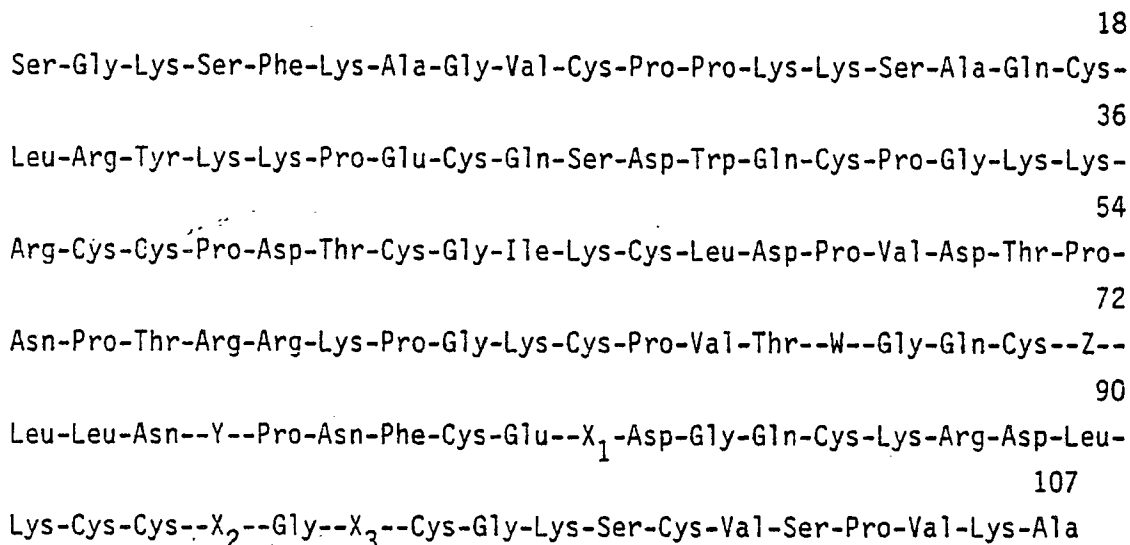 18
Ser-Gly-Lys-Ser-Phe-Lys-Ala-Gly-Val-Cys-Pro-Pro-Lys-Lys-Ser-Ala-Gln-Cys-
36
Leu-Arg-Tyr-Lys-Lys-Pro-Glu-Cys-Gln-Ser-Asp-Trp-Gln-Cys-Pro-Gly-Lys-Lys-
54
Arg-Cys-Cys-Pro-Asp-Thr-Cys-Gly-Ile-Lys-Cys-Leu-Asp-Pro-Val-Asp-Thr-Pro-
72
Asn-Pro-Thr-Arg-Arg-Lys-Pro-Gly-Lys-Cys-Pro-Val-Thr--W--Gly-Gln-Cys--Z--
90
Leu-Leu-Asn--Y--Pro-Asn-Phe-Cys-Glu--X₁-Asp-Gly-Gln-Cys-Lys-Arg-Asp-Leu-
107
Lys-Cys-Cys--X₂--Gly--X₃--Cys-Gly-Lys-Ser-Cys-Val-Ser-Pro-Val-Lys-Ala